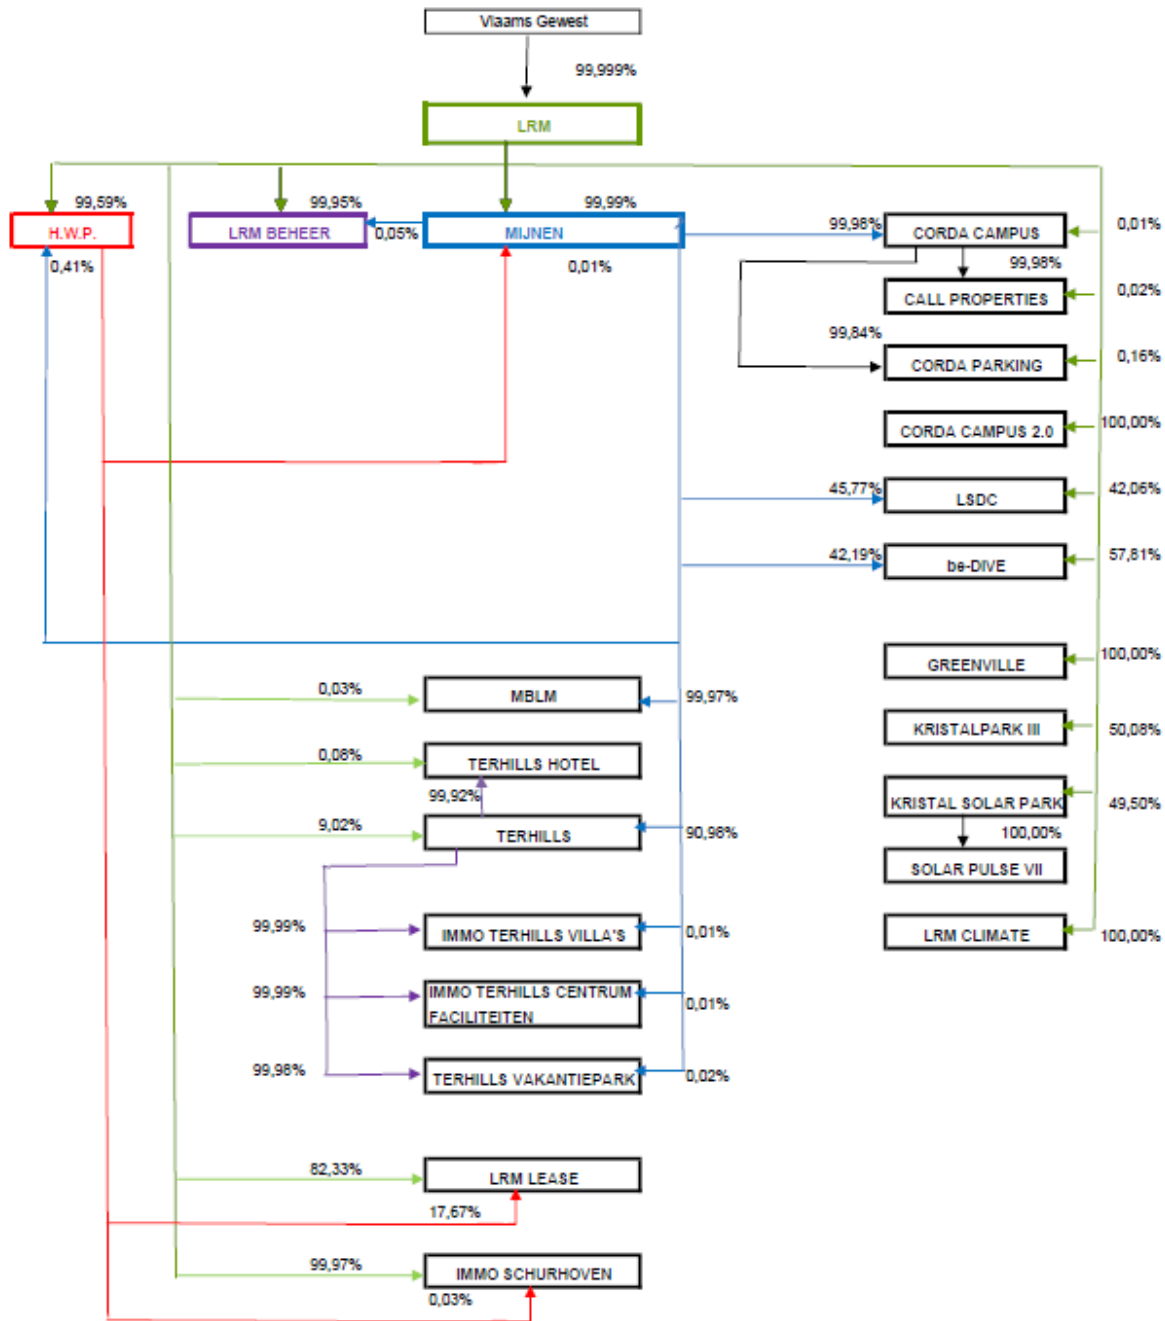 Vlaams Gewest
99,999%
LRM
99,59%
99,95%
99,99%
H.W.P.
LRM BEHEER
0,05%
MIJNEN
99,98%
CORDA CAMPUS
0,01%
0,41%
0,01%
99,98%
CALL PROPERTIES
0,02%
99,84%
CORDA PARKING
0,16%
CORDA CAMPUS 2.0
100,00%
45,77%
LSDC
42,06%
42,19%
be-DIVE
57,81%
GREENVILLE
100,00%
0,03%
MBLM
99,97%
KRISTALPARK III
50,08%
0,08%
TERHILLS HOTEL
99,92%
KRISTAL SOLAR PARK
49,50%
9,02%
TERHILLS
90,98%
100,00%
SOLAR PULSE VII
99,99%
IMMO TERHILLS VILLA'S
0,01%
LRM CLIMATE
100,00%
99,99%
IMMO TERHILLS CENTRUM
FACILITEITEN
0,01%
99,98%
TERHILLS VAKANTIEPARK
0,02%
82,33%
LRM LEASE
17,67%
99,97%
IMMO SCHURHOVEN
0,03%